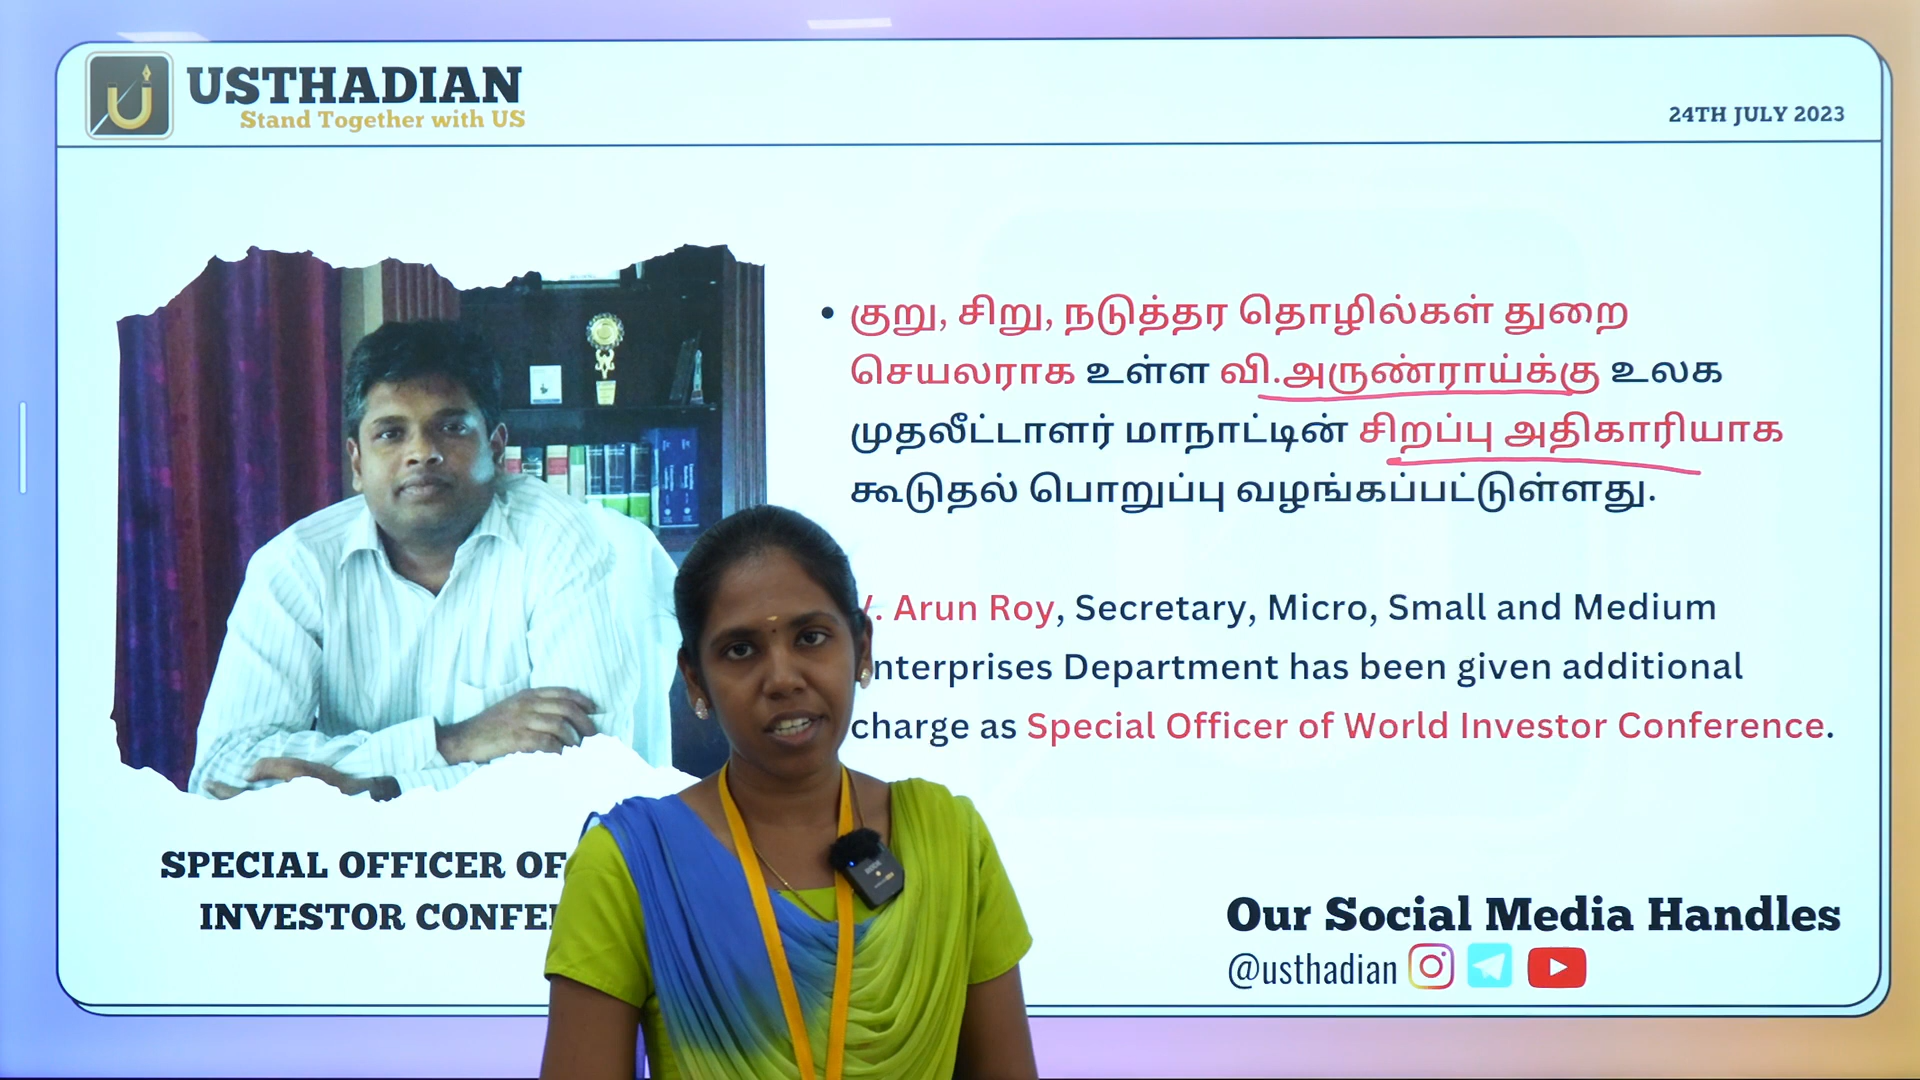 USTHADIAN
Stand Together with US
24TH JULY 2023
• குறு, சிறு, நடுத்தர தொழில்கள் துறை
செயலராக உள்ள வி.அருண்ராய்க்கு உலக
முதலீட்டாளர் மாநாட்டின் சிறப்பு அதிகாரியாக
கூடுதல் பொறுப்பு வழங்கப்பட்டுள்ளது.
Arun Roy, Secretary, Micro, Small and Medium
Department has been given additional
charge as Special Officer of World Investor Conference.
SPECIAL OFFICER OF
INVESTOR
Our Social Media Handles
@usthadian